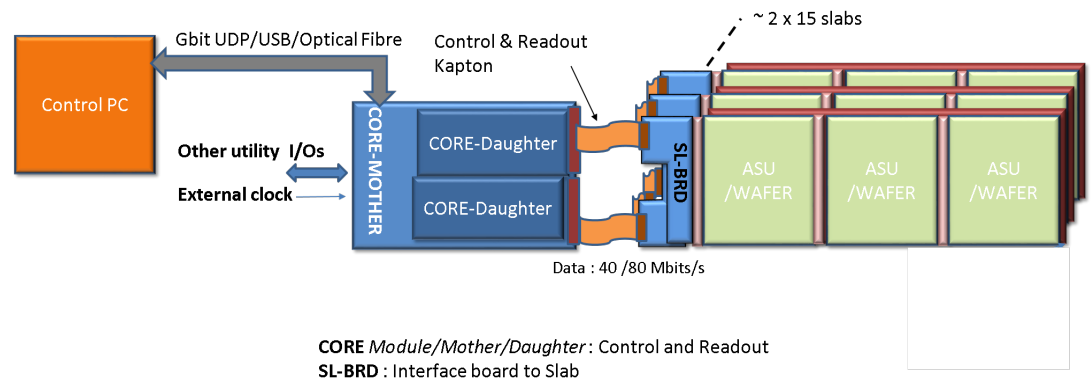 ~ 2 x 15 slabs
Gbit UDP/USB/Optical Fibre
Control & Readout
Kapton
Control PC
CORE-MOTHER
CORE-Daughter
CORE-Daughter
Other utility I/Os
External clock
SL-BRD
ASU
/WAFER
ASU
/WAFER
ASU
/WAFER
Data : 40 /80 Mbits/s
CORE Module/Mother/Daughter : Control and Readout
SL-BRD : Interface board to Slab